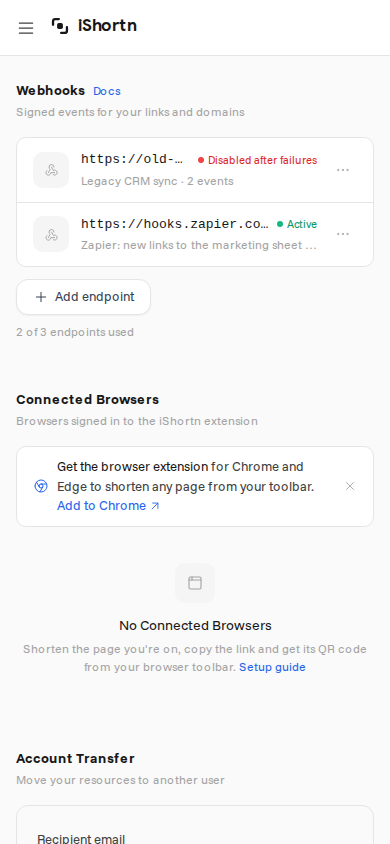 iShortn
Webhooks Docs
Signed events for your links and domains
https://old-… Disabled after failures
Legacy CRM sync · 2 events
https://hooks.zapier.co… Active
Zapier: new links to the marketing sheet …
Add endpoint
2 of 3 endpoints used
Connected Browsers
Browsers signed in to the iShortn extension
Get the browser extension for Chrome and
Edge to shorten any page from your toolbar.
Add to Chrome
No Connected Browsers
Shorten the page you're on, copy the link and get its QR code
from your browser toolbar. Setup guide
Account Transfer
Move your resources to another user
Recipient email